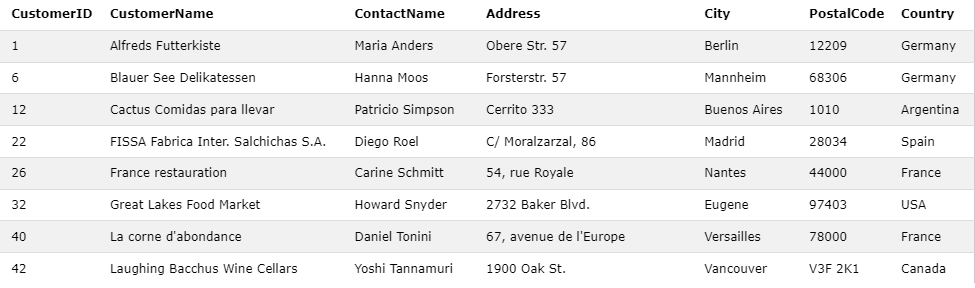 CustomerID CustomerName ContactName Address City PostalCode Country
1 Alfreds Futterkiste Maria Anders Obere Str. 57 Berlin 12209 Germany
6 Blauer See Delikatessen Hanna Moos Forsterstr. 57 Mannheim 68306 Germany
12 Cactus Comidas para llevar Patricio Simpson Cerrito 333 Buenos Aires 1010 Argentina
22 FISSA Fabrica Inter. Salchichas S.A. Diego Roel C/ Moralzarzal, 86 Madrid 28034 Spain
26 France restauration Carine Schmitt 54, rue Royale Nantes 44000 France
32 Great Lakes Food Market Howard Snyder 2732 Baker Blvd. Eugene 97403 USA
40 La corne d'abondance Daniel Tonini 67, avenue de l'Europe Versailles 78000 France
42 Laughing Bacchus Wine Cellars Yoshi Tannamuri 1900 Oak St. Vancouver V3F 2K1 Canada